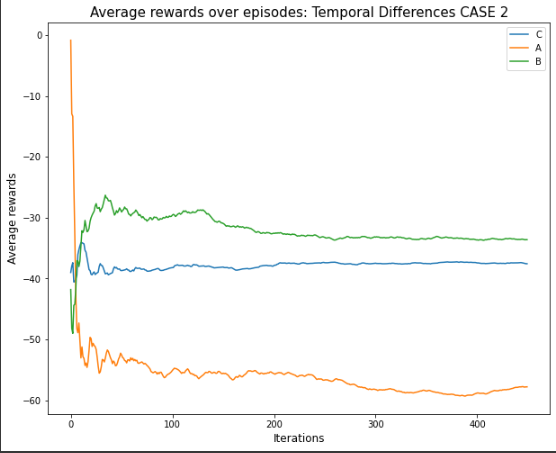 Average rewards over episodes: Temporal Differences CASE 2
C
A
B
Average rewards
0
−10
−20
−30
−40
−50
−60
0 100 200 300 400
Iterations